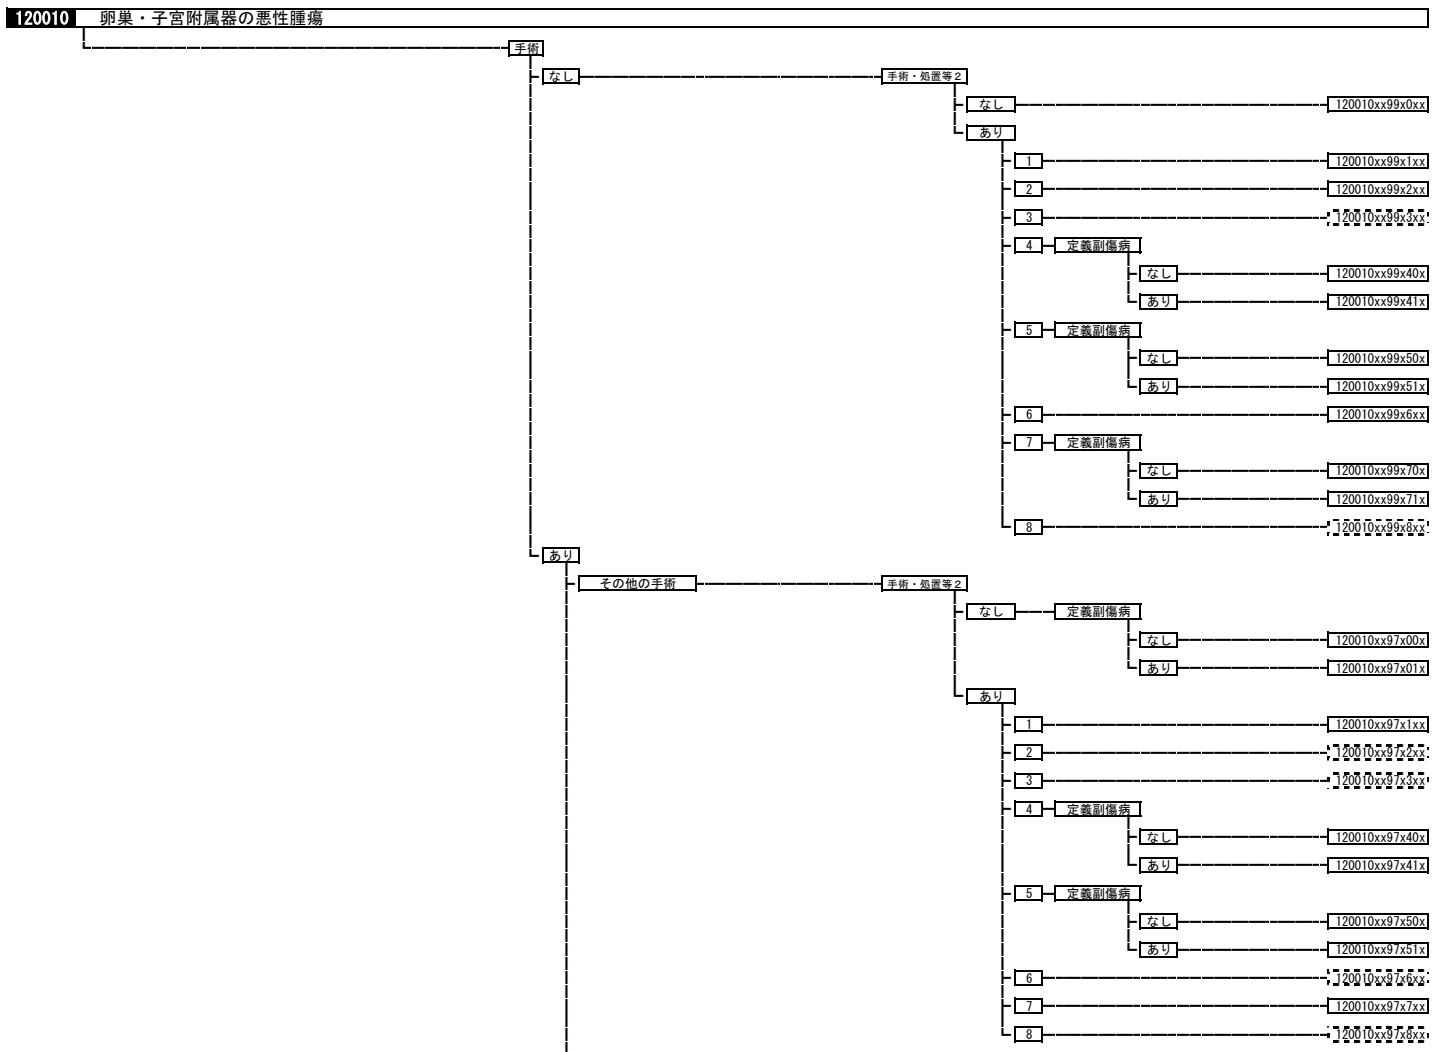 120010 卵巣・子宮附属器の悪性腫瘍
手術
なし 手術・処置等2
なし 120010xx99x0xx
あり
1 120010xx99x1xx
2 120010xx99x2xx
3 120010xx99x3xx
4 定義副傷病
なし 120010xx99x40x
あり 120010xx99x41x
5 定義副傷病
なし 120010xx99x50x
あり 120010xx99x51x
6 120010xx99x6xx
7 定義副傷病
なし 120010xx99x70x
あり 120010xx99x71x
8 120010xx99x8xx
あり
その他の手術 手術・処置等2
なし 定義副傷病
なし 120010xx97x00x
あり 120010xx97x01x
あり
1 120010xx97x1xx
2 120010xx97x2xx
3 120010xx97x3xx
4 定義副傷病
なし 120010xx97x40x
あり 120010xx97x41x
5 定義副傷病
なし 120010xx97x50x
あり 120010xx97x51x
6 120010xx97x6xx
7 120010xx97x7xx
8 120010xx97x8xx